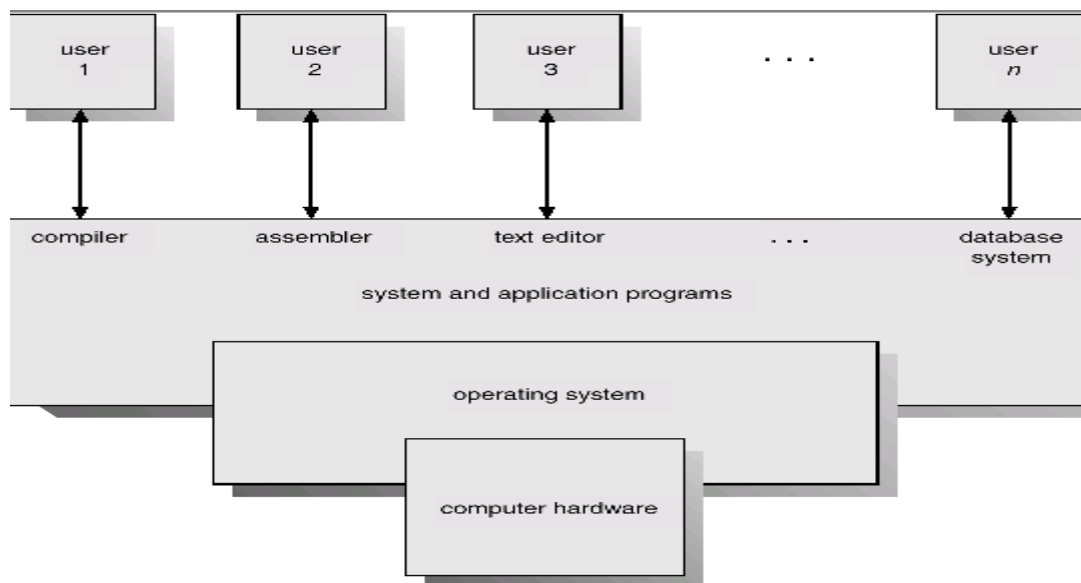 user
1
user
2
user
3
. . .
user
n
compiler
assembler
text editor
. . .
database
system
system and application programs
operating system
computer hardware